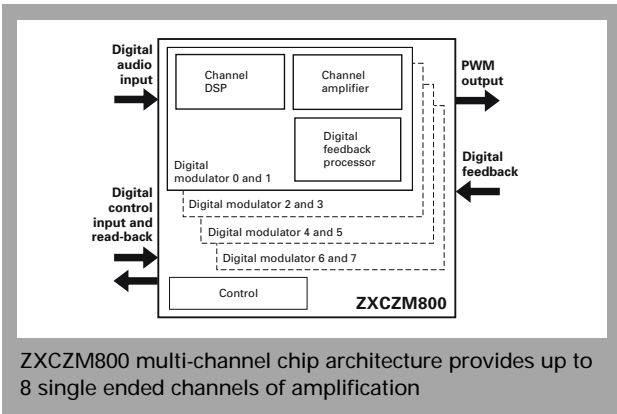 Digital
audio
input
Channel
DSP
Channel
amplifier
PWM
output
Digital
feedback
processor
Digital
modulator 0 and 1
Digital
feedback
Digital
control
input and
read-back
Digital modulator 2 and 3
Digital modulator 4 and 5
Digital modulator 6 and 7
Control
ZXCZM800
ZXCZM800 multi-channel chip architecture provides up to
8 single ended channels of amplification